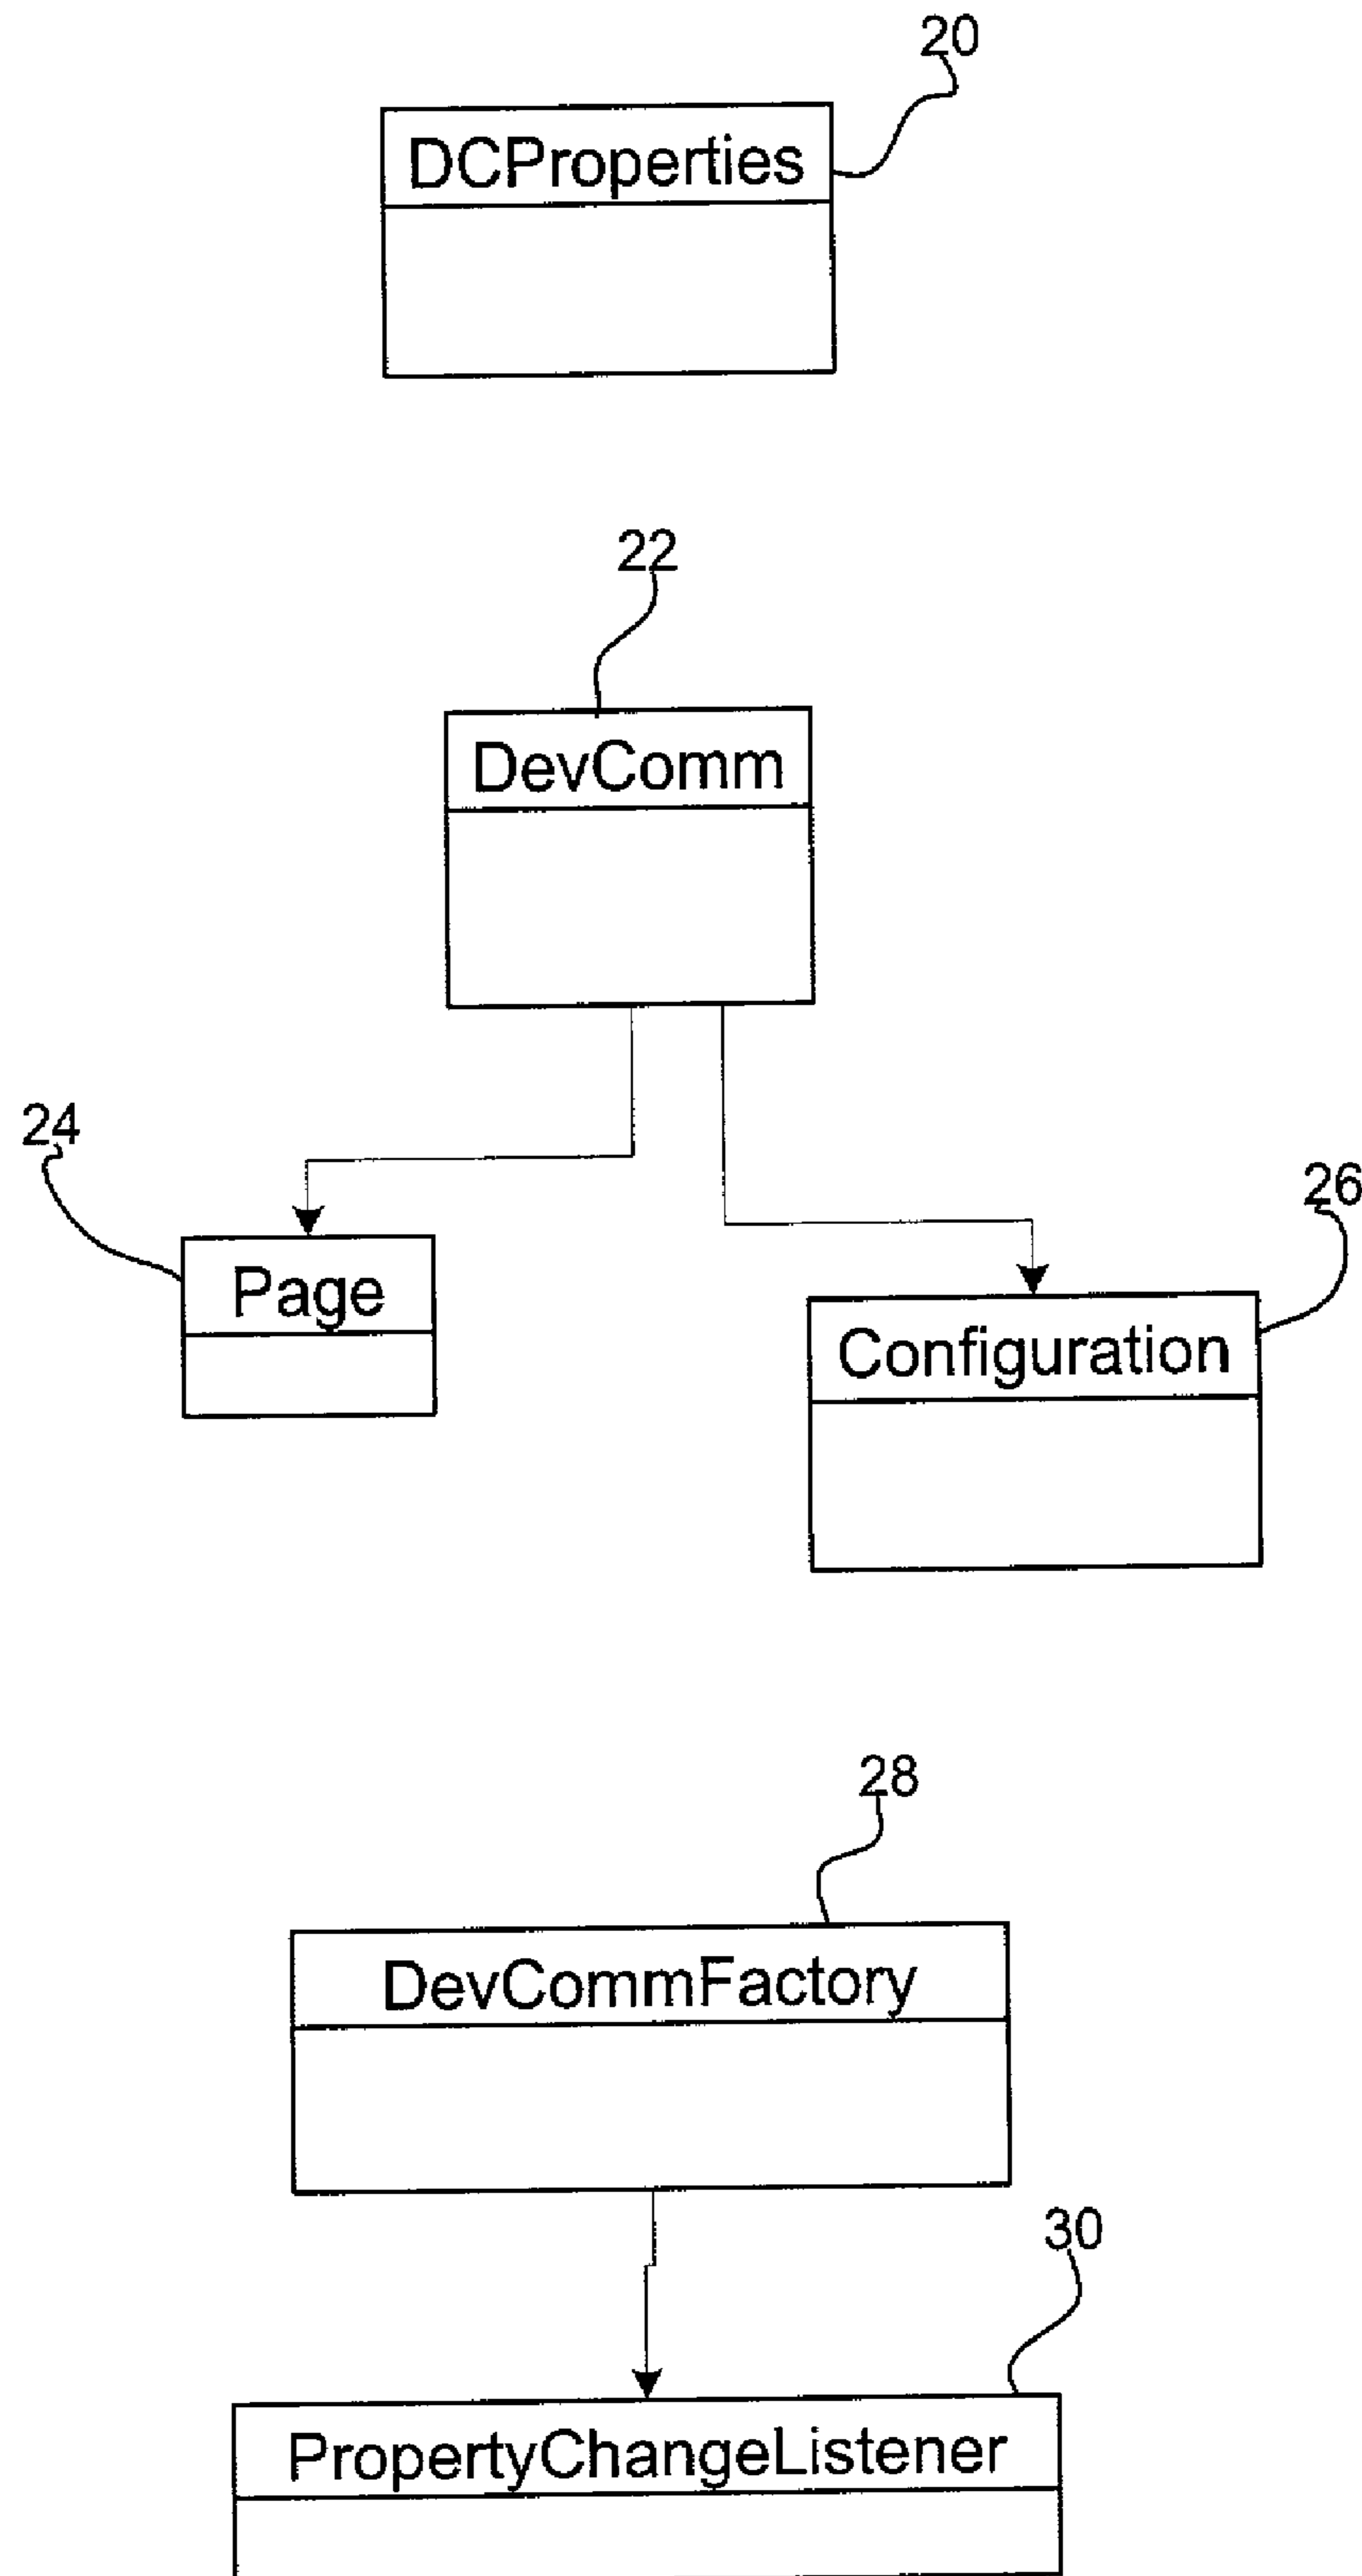 20
DCProperties
22
DevComm
24
Page
26
Configuration
28
DevCommFactory
30
PropertyChangeListener